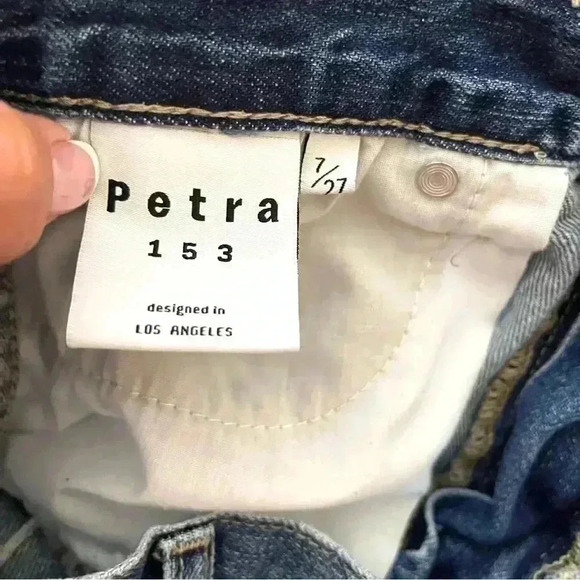 Petra
153
designed in
LOS ANGELES
7/27